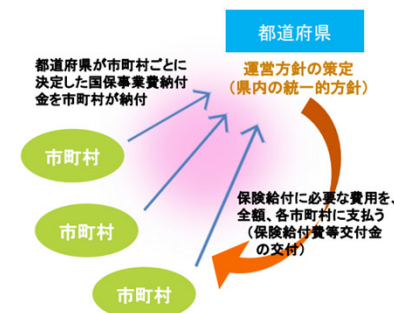 都道府県
運営方針の策定
（県内の統一的方針）
都道府県が市町村ごとに
決定した国保事業費納付
金を市町村が納付
市町村
市町村
市町村
保険給付に必要な費用を、
全額、各市町村に支払う
（保険給付費等交付金
の交付）